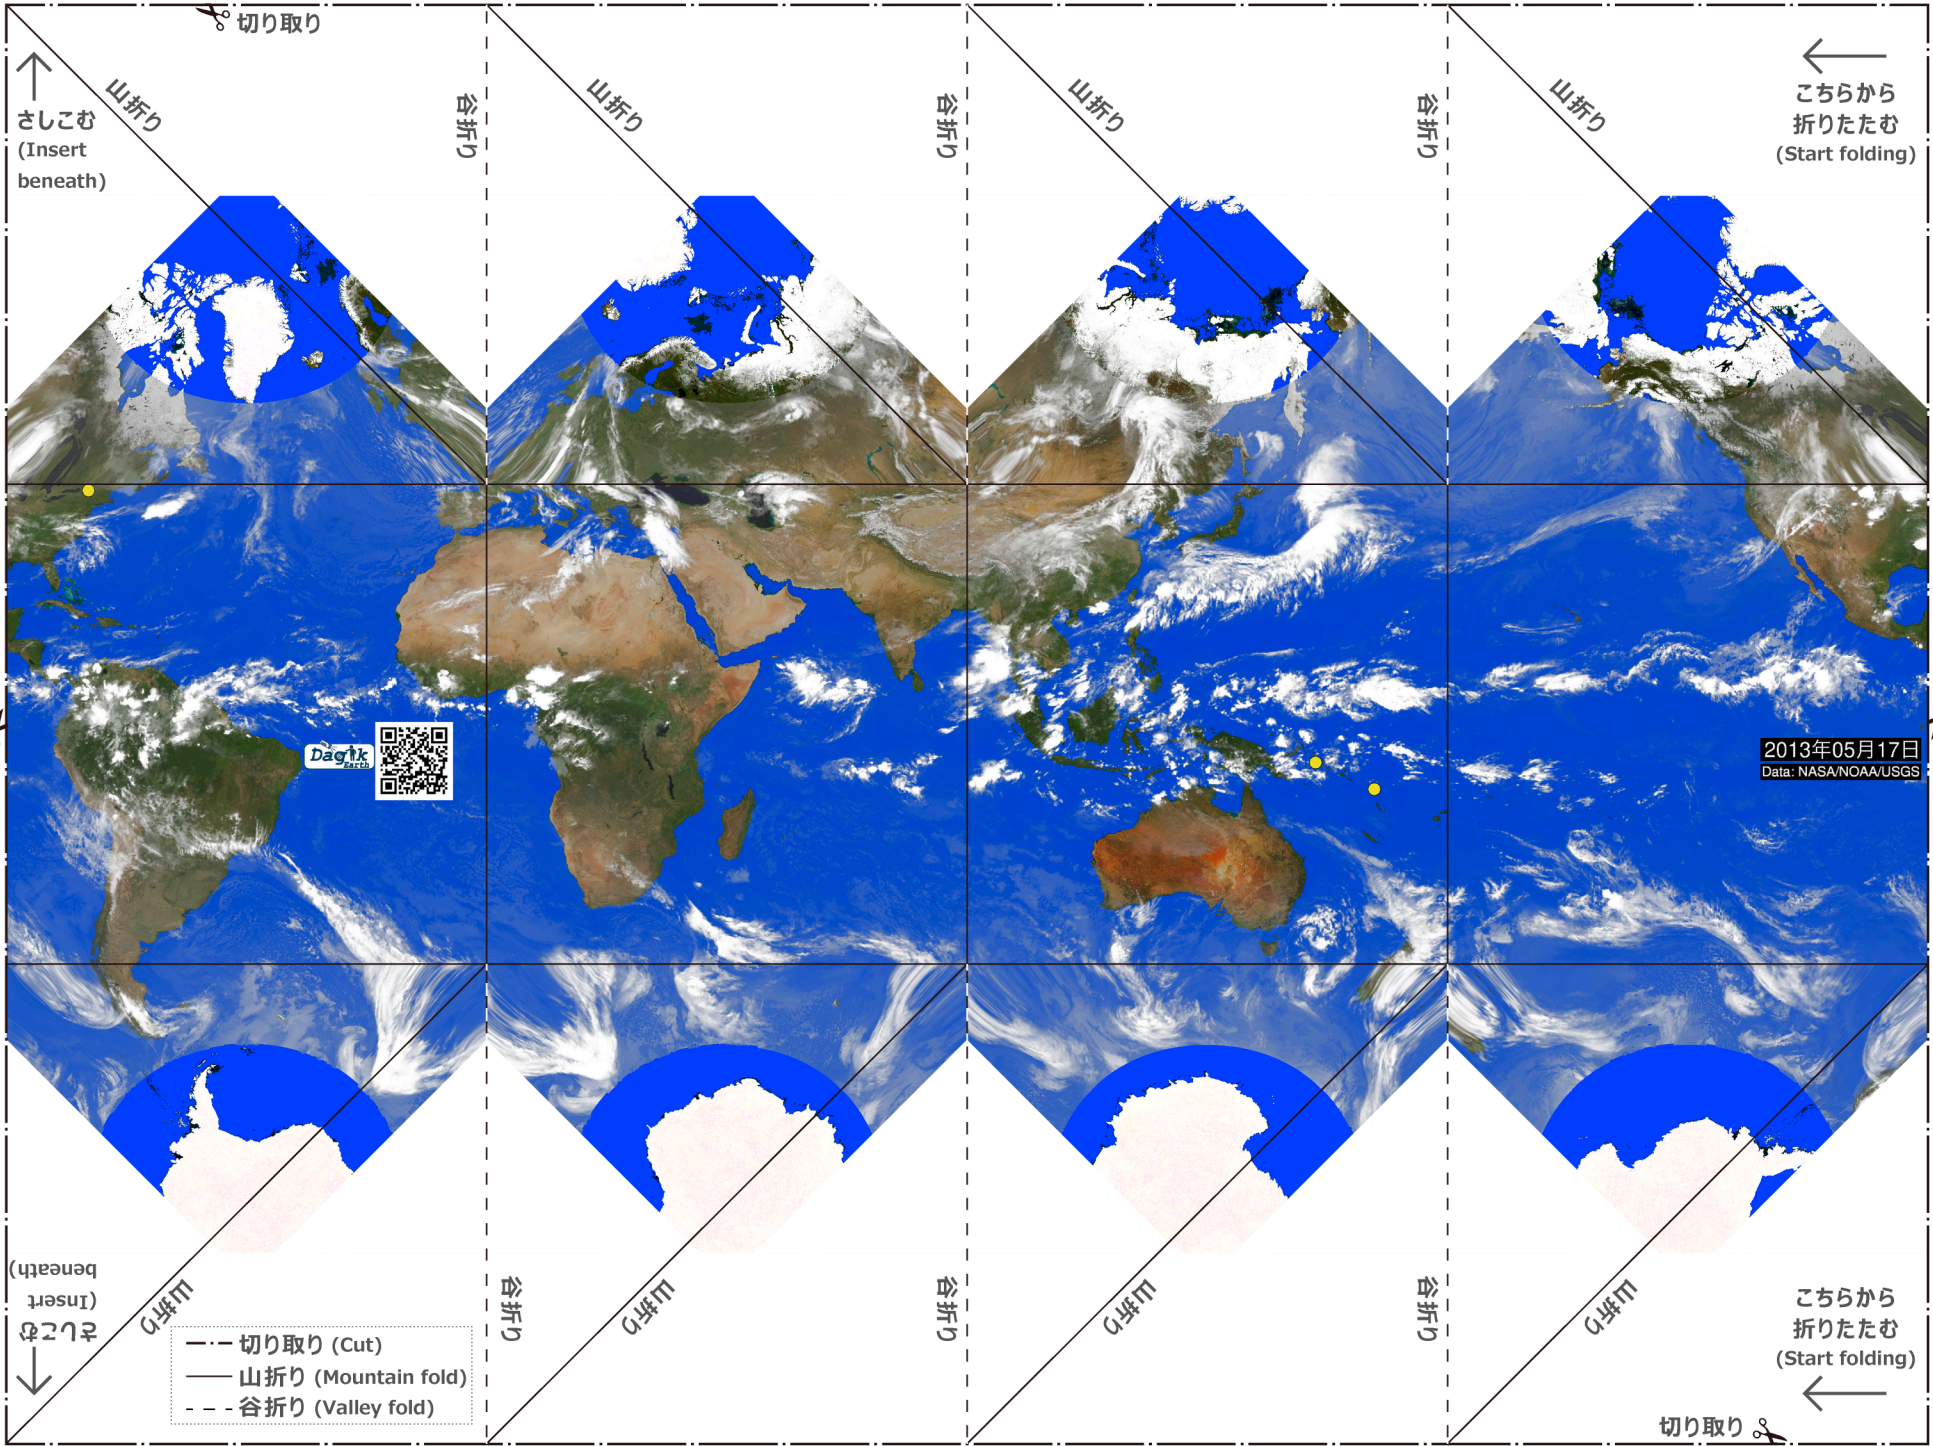 切り取り
山折り
谷折り
山折り
谷折り
山折り
谷折り
山折り
さしこむ
(Insert
beneath)
こちらから
折りたたむ
(Start folding)
Dagik
Earth
2013年05月17日
Data: NASA/NOAA/USGS
さしこむ
(Insert
beneath)
山折り
谷折り
山折り
谷折り
山折り
谷折り
山折り
こちらから
折りたたむ
(Start folding)
切り取り (Cut)
山折り (Mountain fold)
谷折り (Valley fold)
切り取り